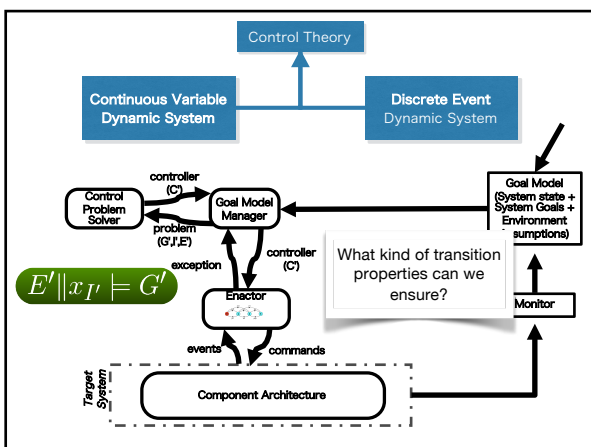 Control Theory
Continuous Variable
Dynamic System
Discrete Event
Dynamic System
controller
(C')
Control
Problem
Solver
Goal Model
Manager
problem
(G',I',E')
exception
controller
(C')
Goal Model
(System state +
System Goals +
Environment
What kind of transition
properties can we
ensure?
E'||x_{I'} ⊨ G'
Enactor
Monitor
events
commands
Target
System
Component Architecture